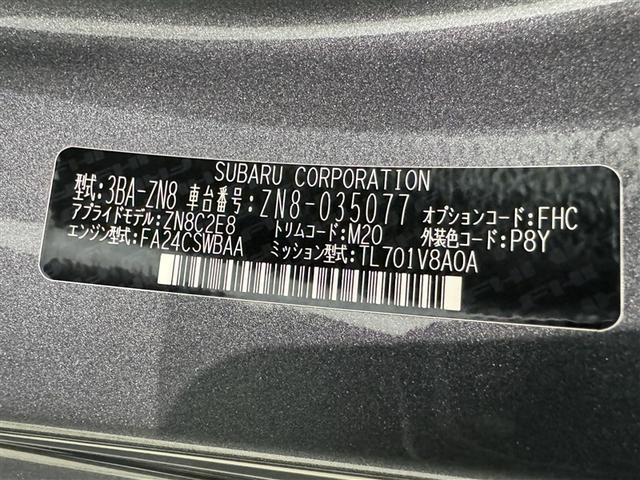 SUBARU CORPORATION
型式:3BA-ZN8 車台番号:ZN8-035077 オプションコード:FHC
アプライドモデル:ZN8C2E8 トリムコード:M20 外装色コード:P8Y
エンジン型式:FA24CSWBAA ミッション型式:TL701V8A0A